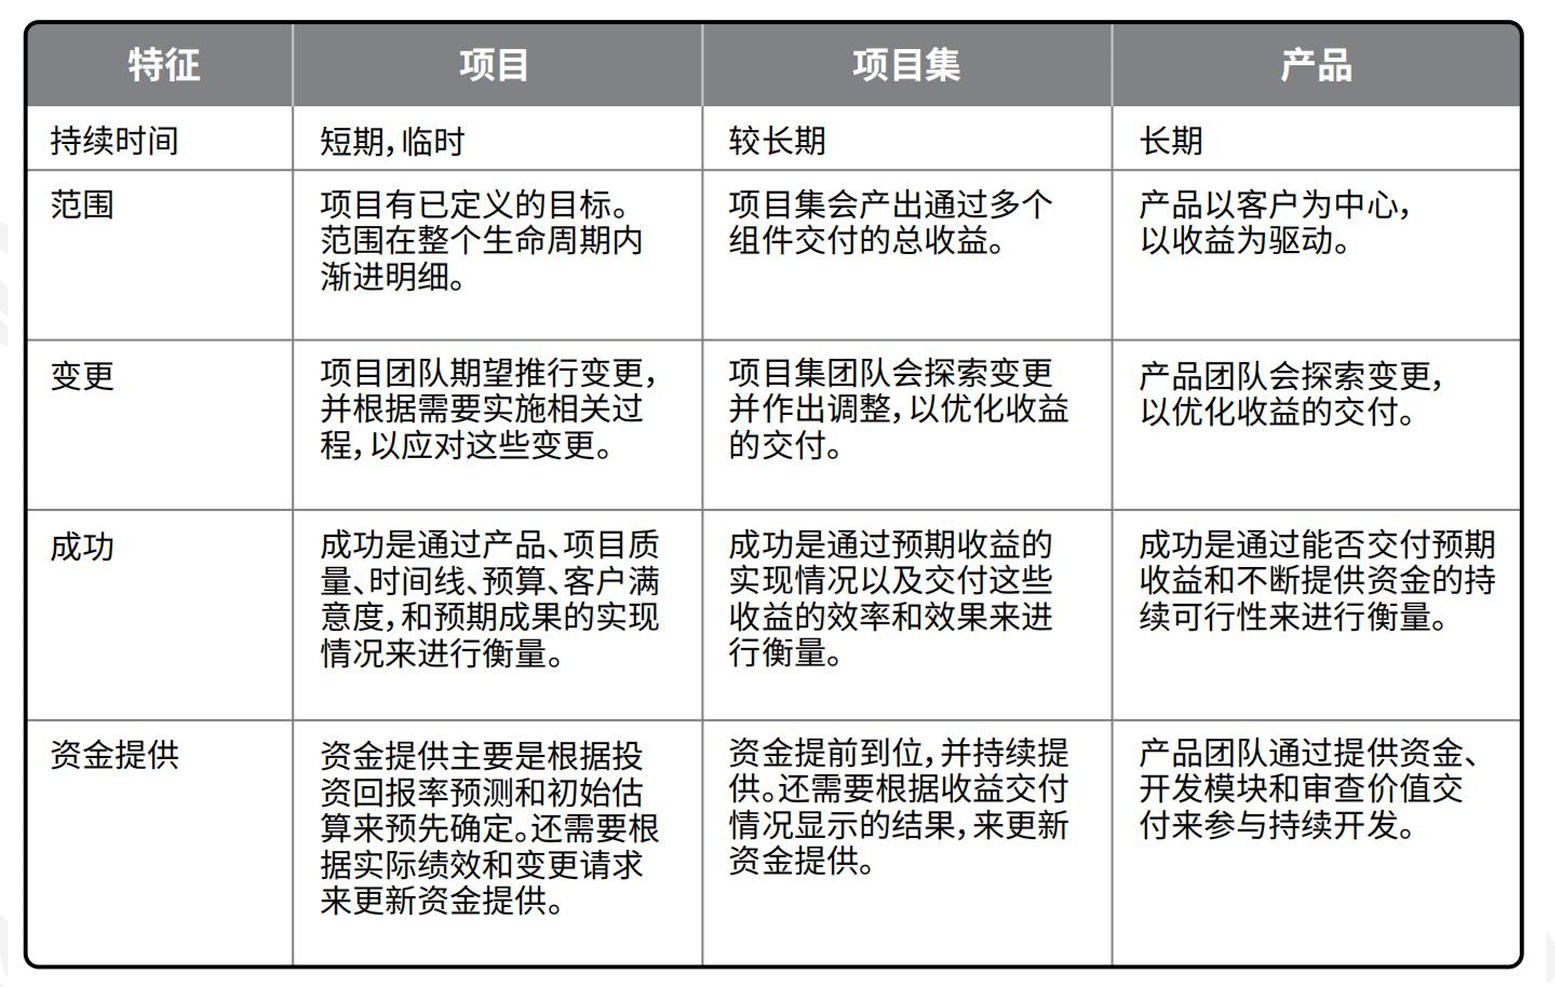 特征
项目
项目集
产品
持续时间
短期，临时
较长期
长期
范围
项目有已定义的目标。
范围在整个生命周期内
渐进明细。
项目集会产出通过多个
组件交付的总收益。
产品以客户为中心，
以收益为驱动。
变更
项目团队期望推行变更，
并根据需要实施相关过
程，以应对这些变更。
项目集团队会探索变更
并作出调整，以优化收益
的交付。
产品团队会探索变更，
以优化收益的交付。
成功
成功是通过产品、项目质
量、时间线、预算、客户满
意度，和预期成果的实现
情况来进行衡量。
成功是通过预期收益的
实现情况以及交付这些
收益的效率和效果来进
行衡量。
成功是通过能否交付预期
收益和不断提供资金的持
续可行性来进行衡量。
资金提供
资金提供主要是根据投
资回报率预测和初始估
算来预先确定。还需要根
据实际绩效和变更请求
来更新资金提供。
资金提前到位，并持续提
供。还需要根据收益交付
情况显示的结果，来更新
资金提供。
产品团队通过提供资金、
开发模块和审查价值交
付来参与持续开发。